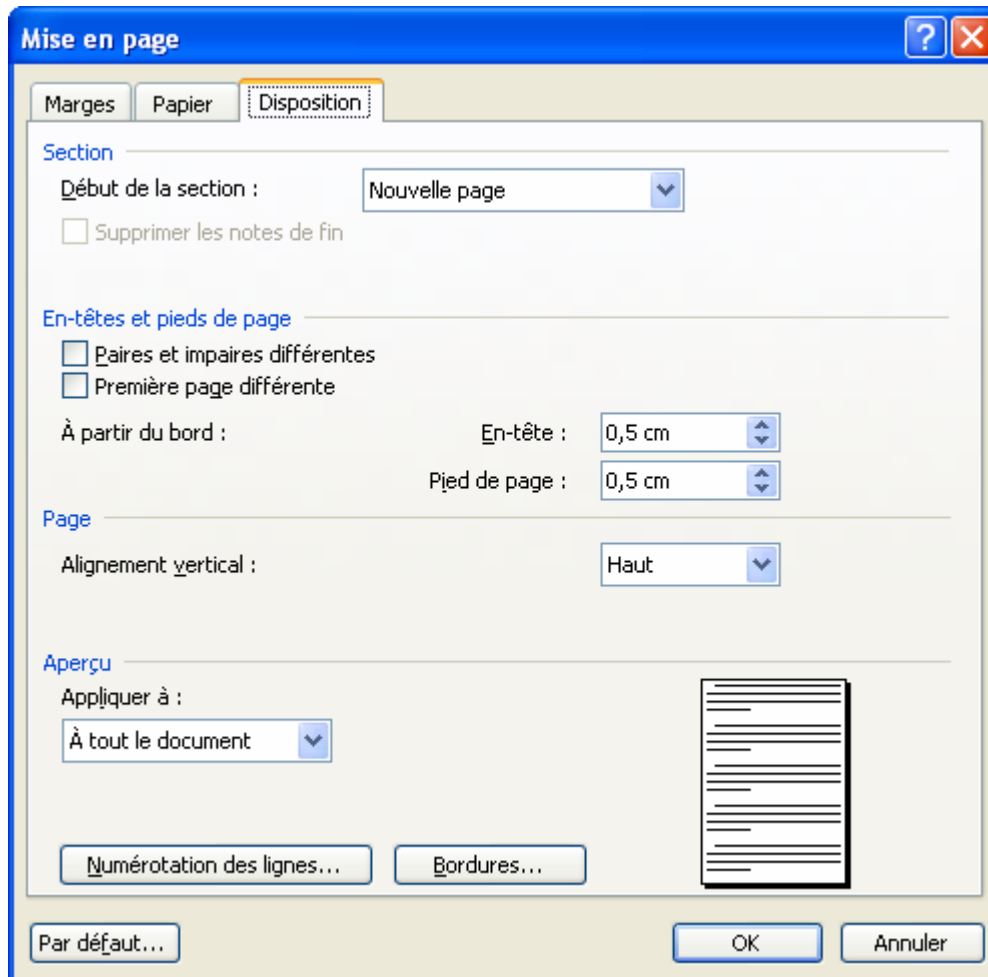 Mise en page
Marges Papier Disposition
Section
Début de la section : Nouvelle page
Supprimer les notes de fin
En-têtes et pieds de page
Paires et impaires différentes
Première page différente
À partir du bord : En-tête : 0,5 cm
Pied de page : 0,5 cm
Page
Alignement vertical : Haut
Aperçu
Appliquer à :
À tout le document
Numérotation des lignes... Bordures...
Par défaut... OK Annuler